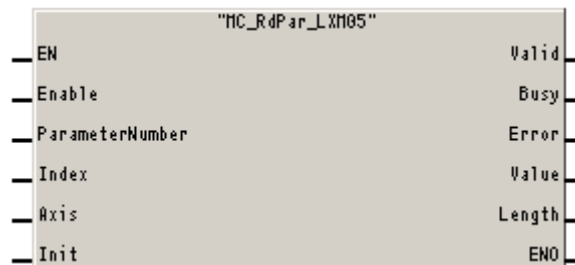 "MC_RdPar_LXM05"
EN Valid
Enable Busy
ParameterNumber Error
Index Value
Axis Length
Init ENO